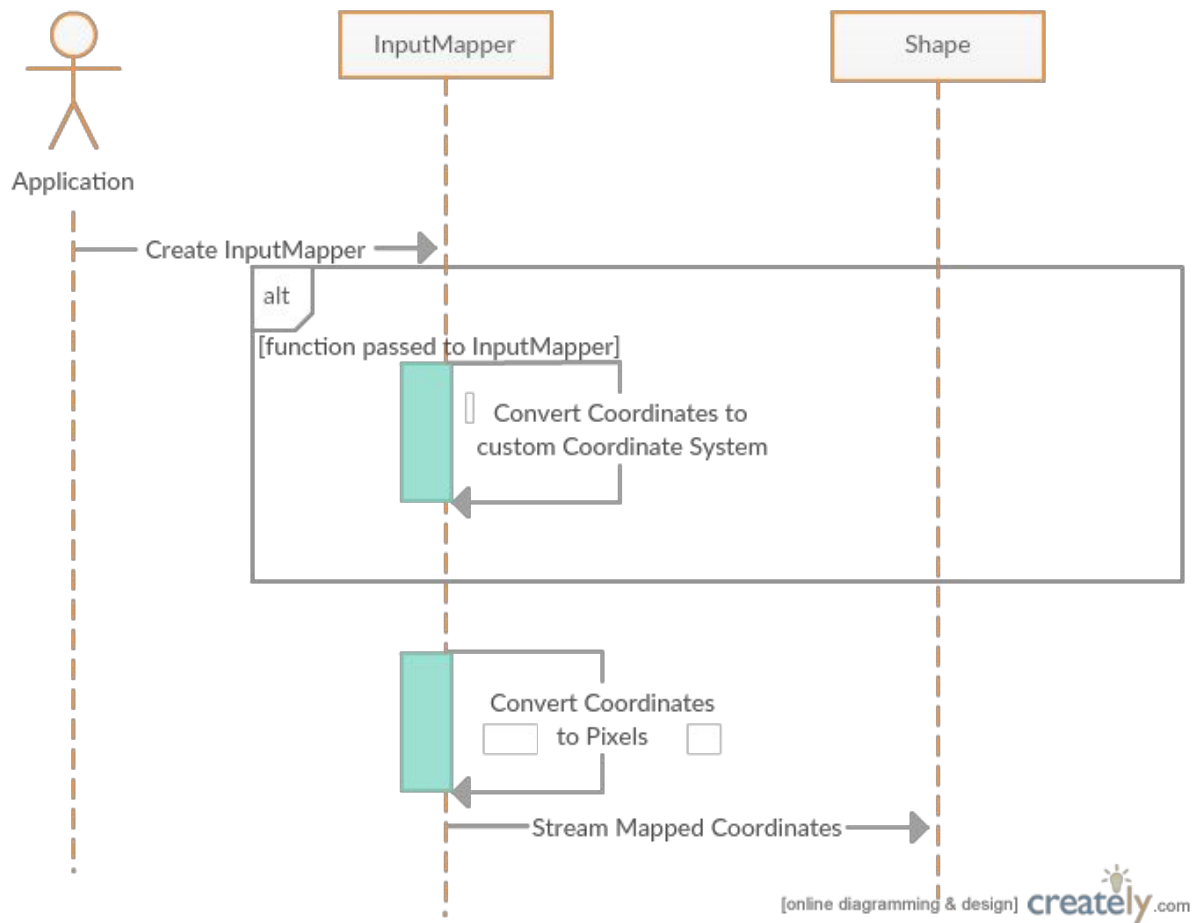 InputMapper
Shape
Application
Create InputMapper
alt
[function passed to InputMapper]
Convert Coordinates to
custom Coordinate System
Convert Coordinates
to Pixels
Stream Mapped Coordinates
[online diagramming & design] creately.com